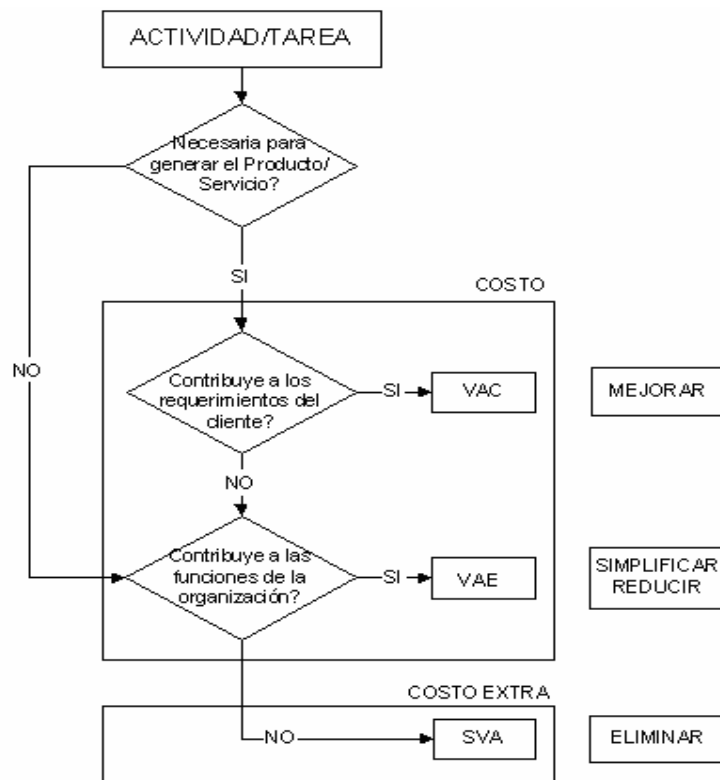 ACTIVIDAD/TAREA
Necesaria para
generar el Producto/
Servicio?
SI
COSTO
NO
Contribuye a los
requerimientos del
cliente?
SI
VAC
MEJORAR
NO
Contribuye a las
funciones de la
organización?
SI
VAE
SIMPLIFICAR
REDUCIR
COSTO EXTRA
NO
SVA
ELIMINAR